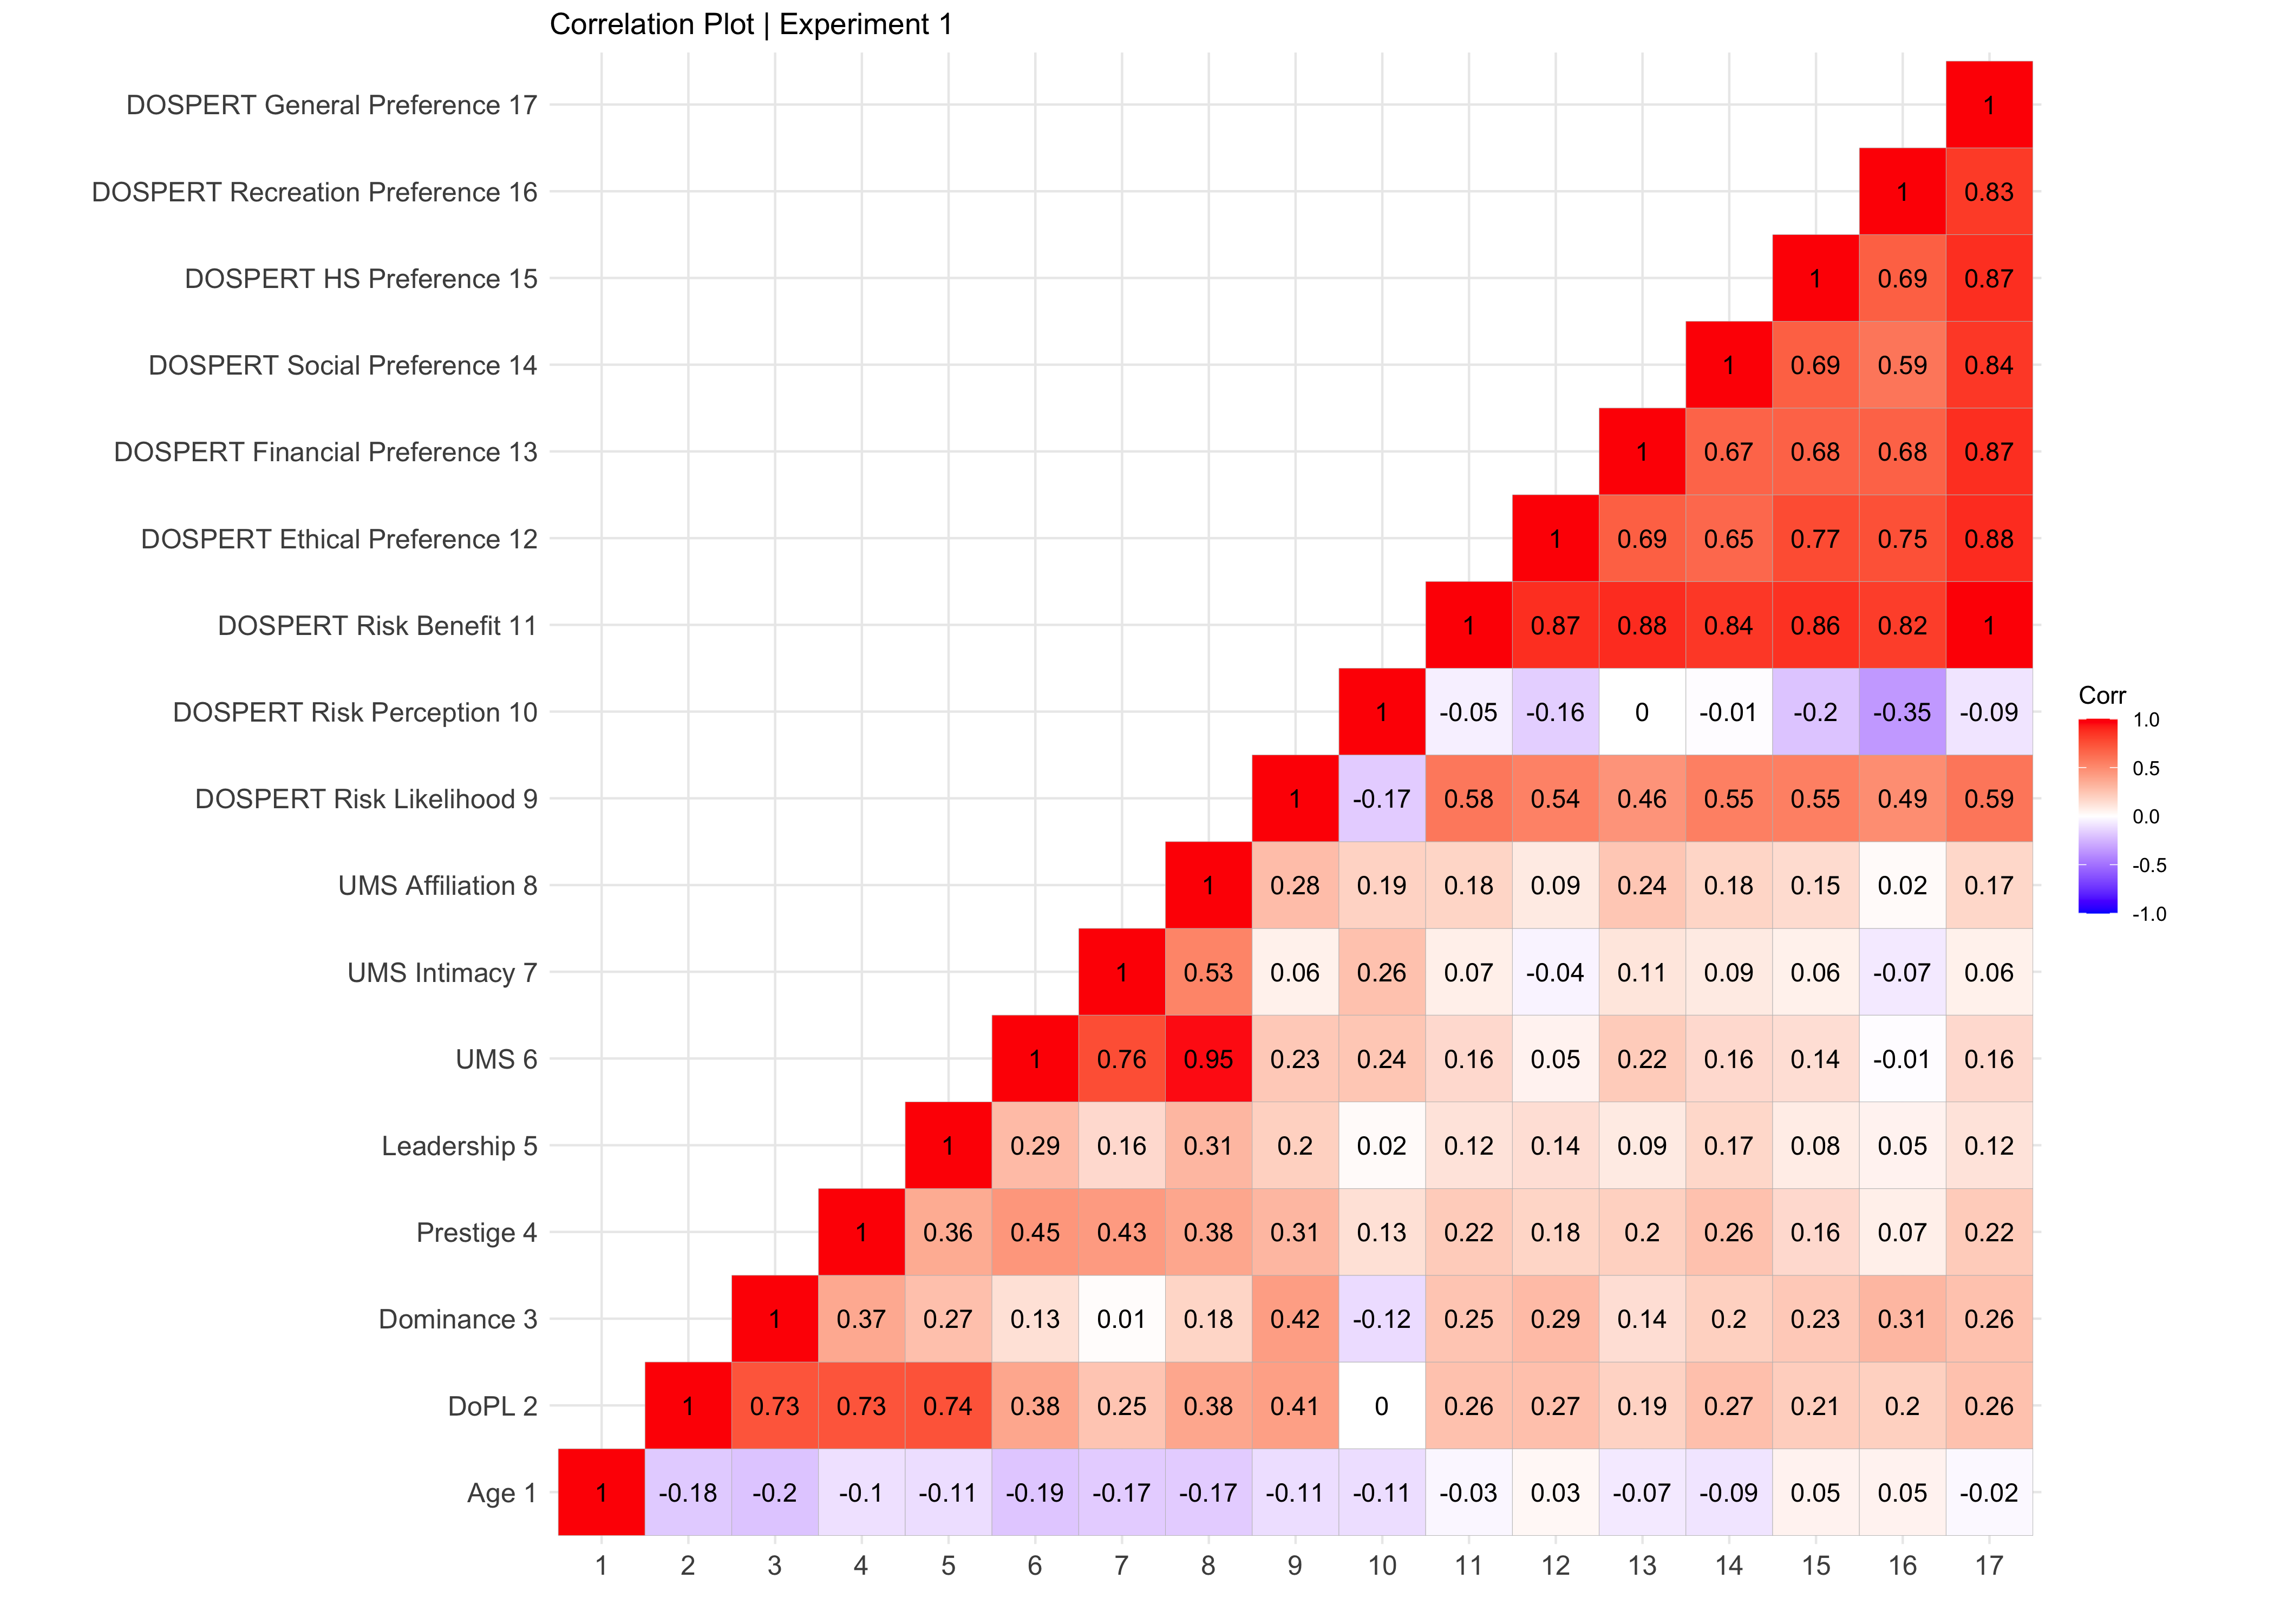 Correlation Plot | Experiment 1
DOSPERT General Preference 17 1
DOSPERT Recreation Preference 16 1 0.83
DOSPERT HS Preference 15 1 0.69 0.87
DOSPERT Social Preference 14 1 0.69 0.59 0.84
DOSPERT Financial Preference 13 1 0.67 0.68 0.68 0.87
DOSPERT Ethical Preference 12 1 0.69 0.65 0.77 0.75 0.88
DOSPERT Risk Benefit 11 1 0.87 0.88 0.84 0.86 0.82 1
DOSPERT Risk Perception 10 1 -0.05 -0.16 0 -0.01 -0.2 -0.35 -0.09
DOSPERT Risk Likelihood 9 1 -0.17 0.58 0.54 0.46 0.55 0.55 0.49 0.59
UMS Affiliation 8 1 0.28 0.19 0.18 0.09 0.24 0.18 0.15 0.02 0.17
UMS Intimacy 7 1 0.53 0.06 0.26 0.07 -0.04 0.11 0.09 0.06 -0.07 0.06
UMS 6 1 0.76 0.95 0.23 0.24 0.16 0.05 0.22 0.16 0.14 -0.01 0.16
Leadership 5 1 0.29 0.16 0.31 0.2 0.02 0.12 0.14 0.09 0.17 0.08 0.05 0.12
Prestige 4 1 0.36 0.45 0.43 0.38 0.31 0.13 0.22 0.18 0.2 0.26 0.16 0.07 0.22
Dominance 3 1 0.37 0.27 0.13 0.01 0.18 0.42 -0.12 0.25 0.29 0.14 0.2 0.23 0.31 0.26
DoPL 2 1 0.73 0.73 0.74 0.38 0.25 0.38 0.41 0 0.26 0.27 0.19 0.27 0.21 0.2 0.26
Age 1 1 -0.18 -0.2 -0.1 -0.11 -0.19 -0.17 -0.17 -0.11 -0.11 -0.03 0.03 -0.07 -0.09 0.05 0.05 -0.02
1 2 3 4 5 6 7 8 9 10 11 12 13 14 15 16 17
Corr
1.0
0.5
0.0
-0.5
-1.0